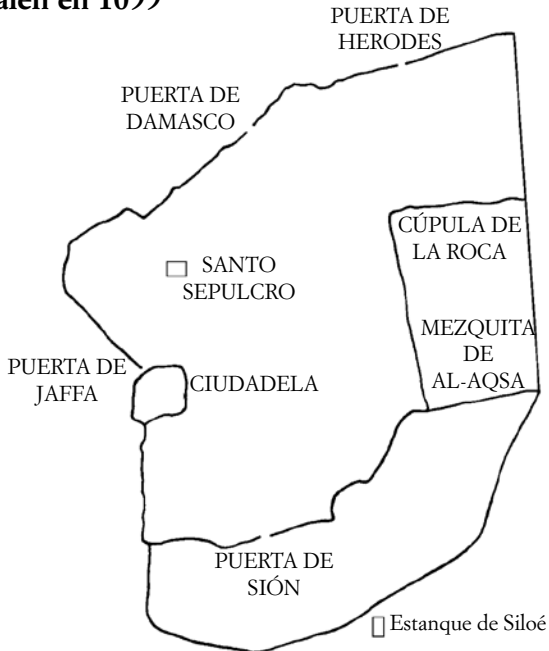 en 1099
PUERTA DE
HERODES
PUERTA DE
DAMASCO
CÚPULA DE
LA ROCA
SANTO
SEPULCRO
MEZQUITA
DE
AL-AQSA
PUERTA DE
JAFFA
CIUDADELA
PUERTA DE
SIÓN
Estanque de Siloé